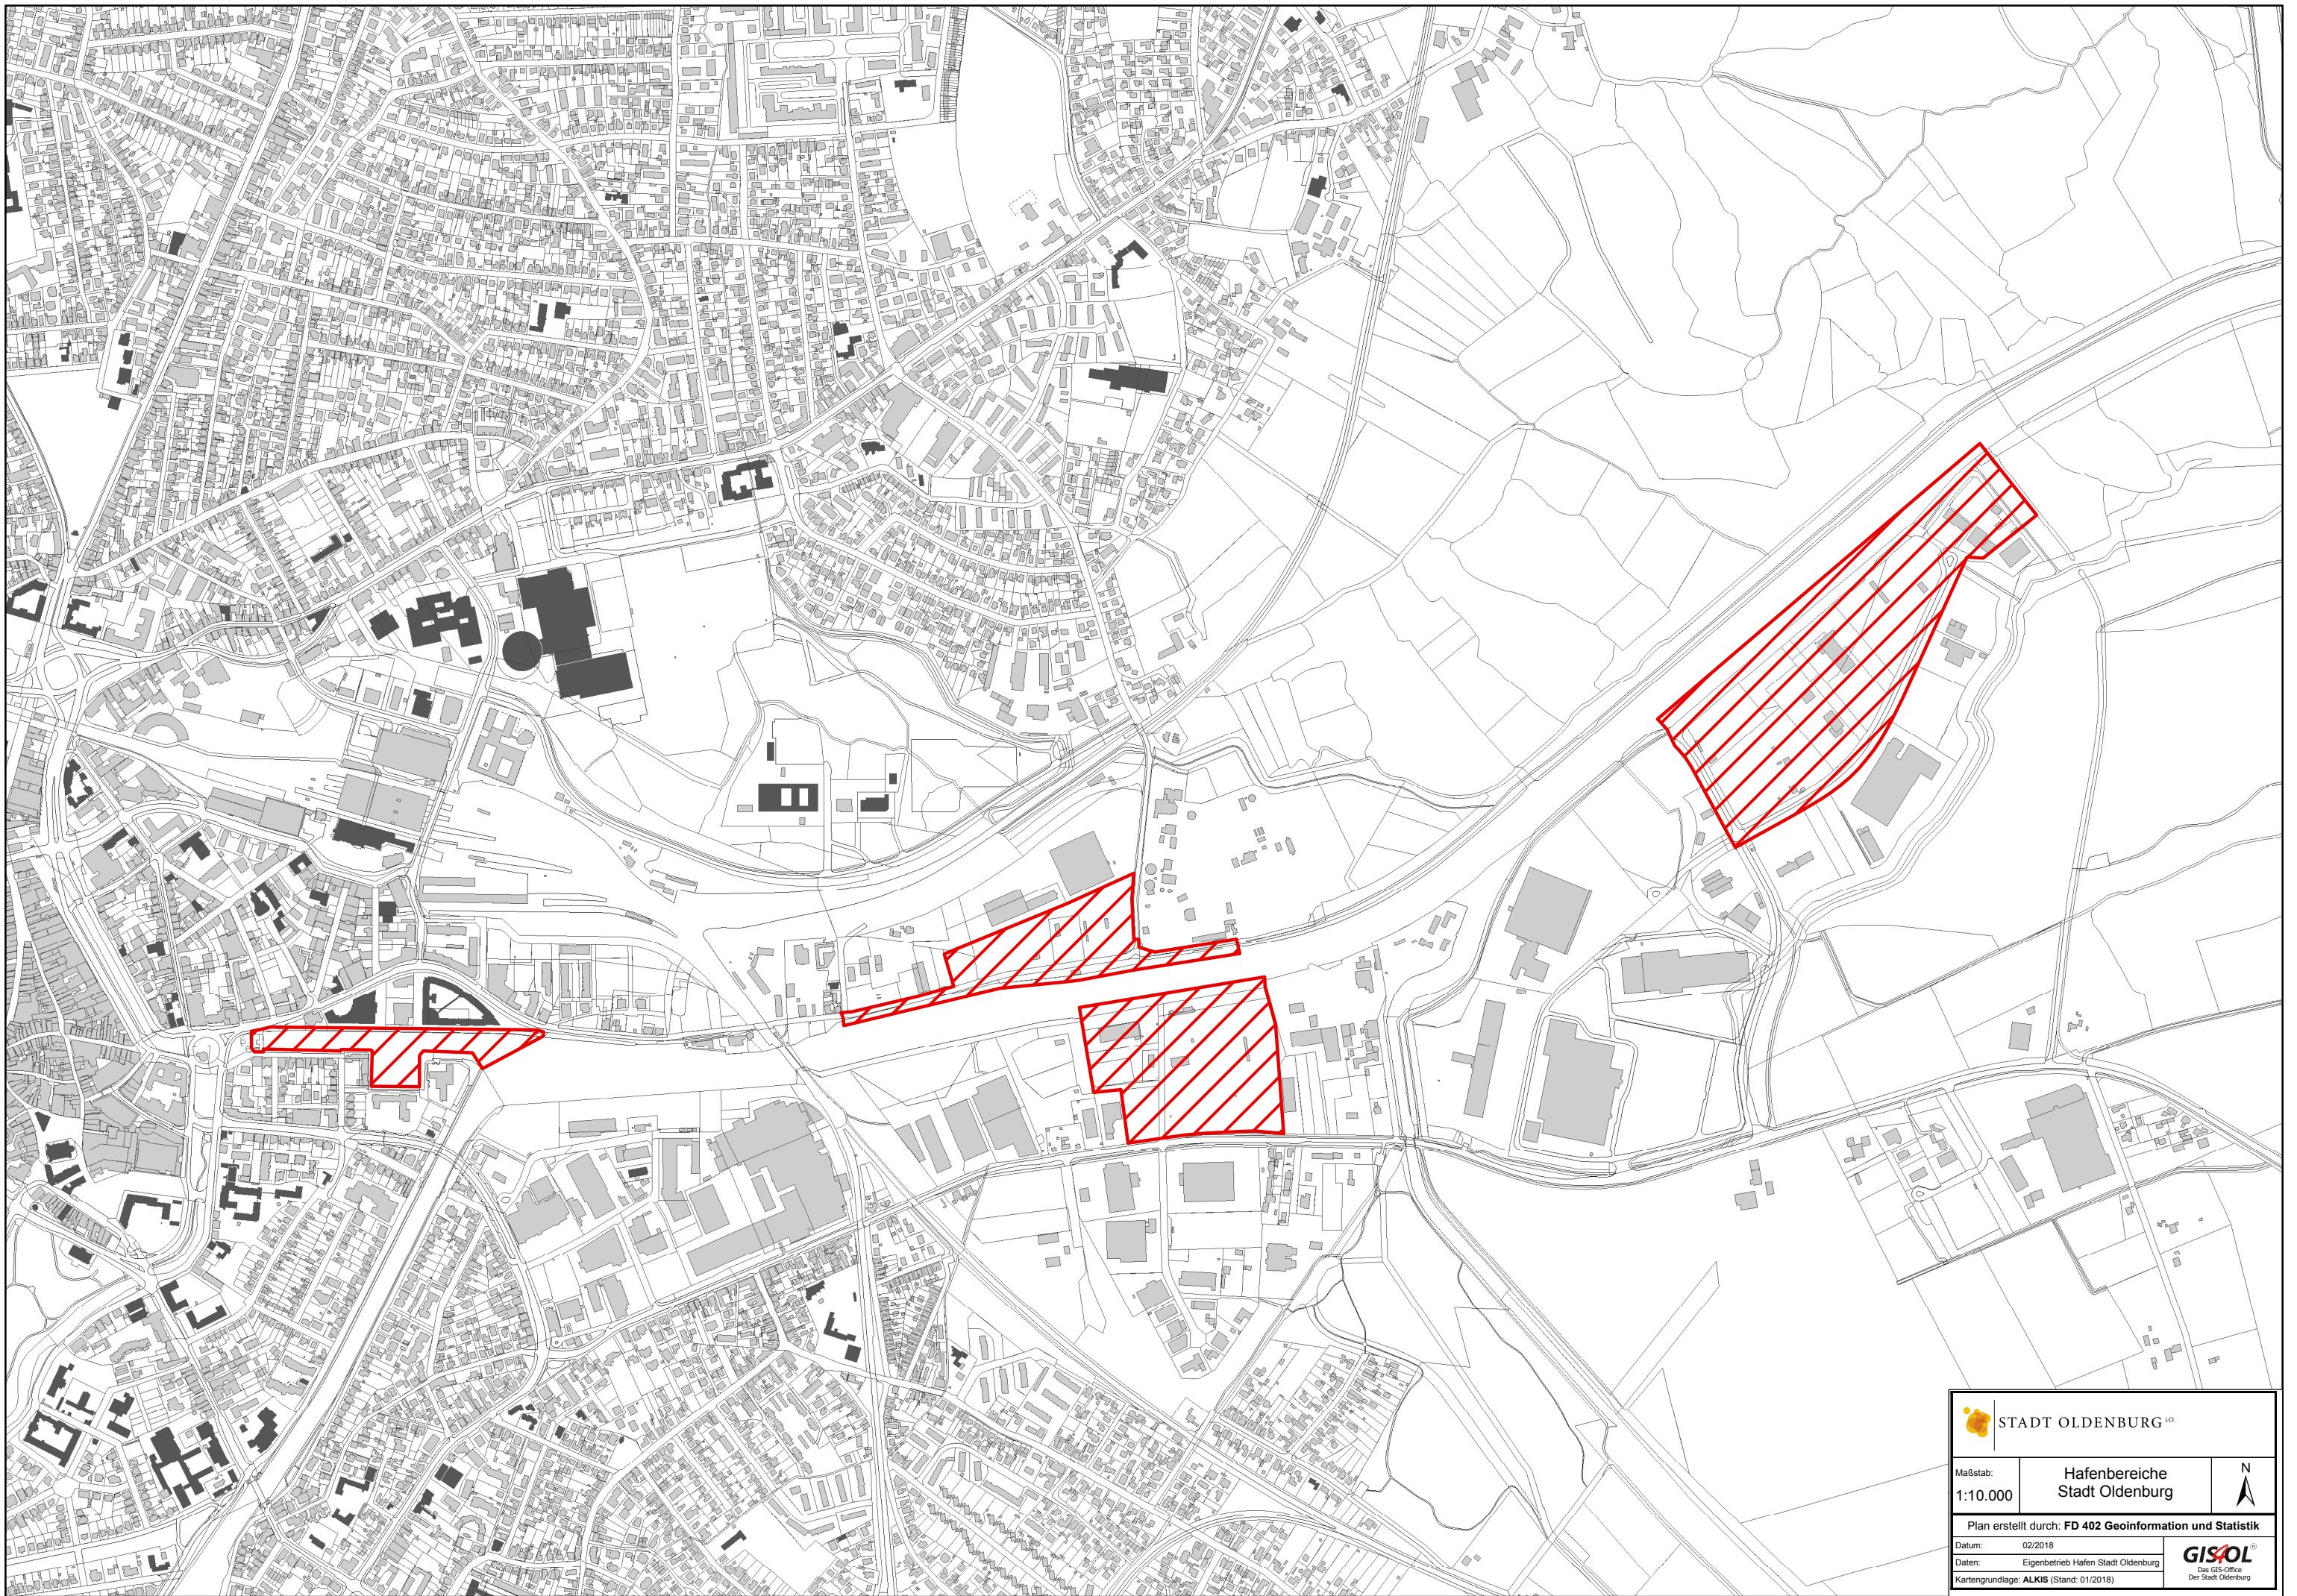 STADT OLDENBURG i.O.
Maßstab:
1:10.000
Hafenbereiche
Stadt Oldenburg
N
Plan erstellt durch: FD 402 Geoinformation und Statistik
Datum: 02/2018
Daten: Eigenbetrieb Hafen Stadt Oldenburg
Kartengrundlage: ALKIS (Stand: 01/2018)
GIS4OL®
Das GIS-Office
Der Stadt Oldenburg